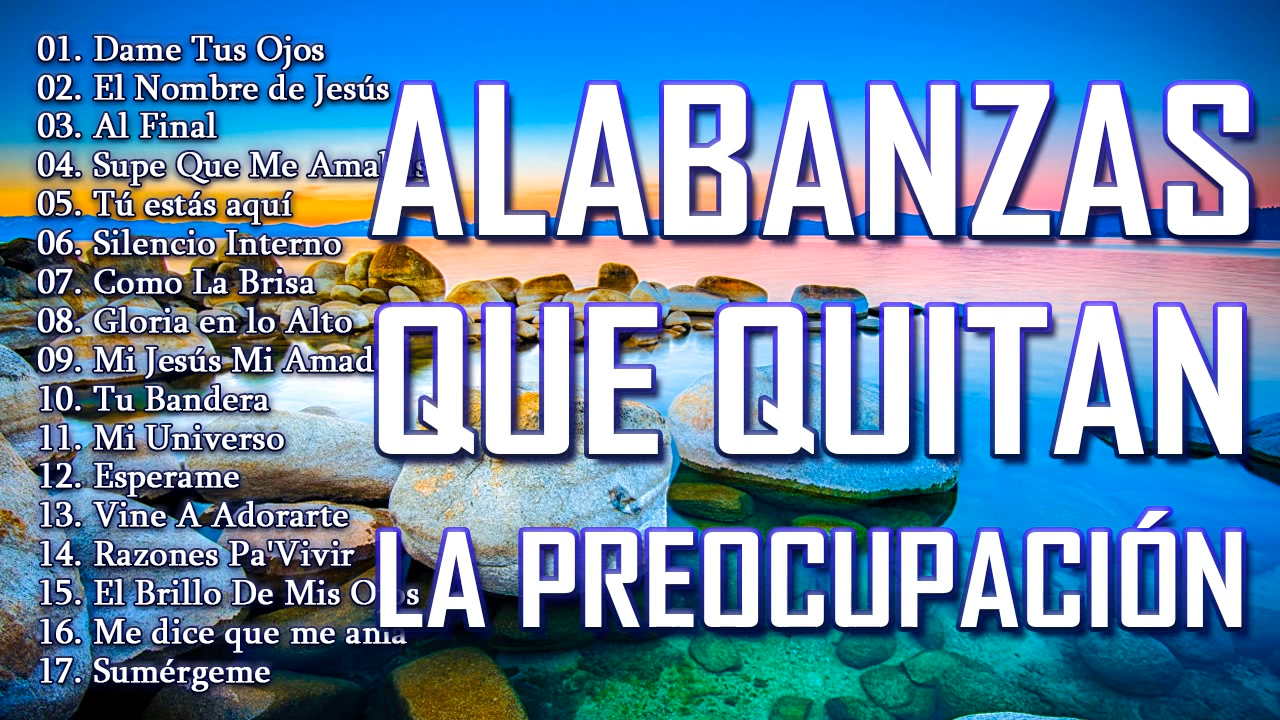 01. Dame Tus Ojos
02. El Nombre de Jesús
03. Al Final
04. Supe Que Me Amabas
05. Tú estás aquí
06. Silencio Interno
07. Como La Brisa
08. Gloria en lo Alto
09. Mi Jesús Mi Amad
10. Tu Bandera
11. Mi Universo
12. Esperame
13. Vine A Adorarte
14. Razones Pa'Vivir
15. El Brillo De Mis Ojos
16. Me dice que me ama
17. Sumérgeme
ALABANZAS
QUE QUITAN
LA PREOCUPACIÓN